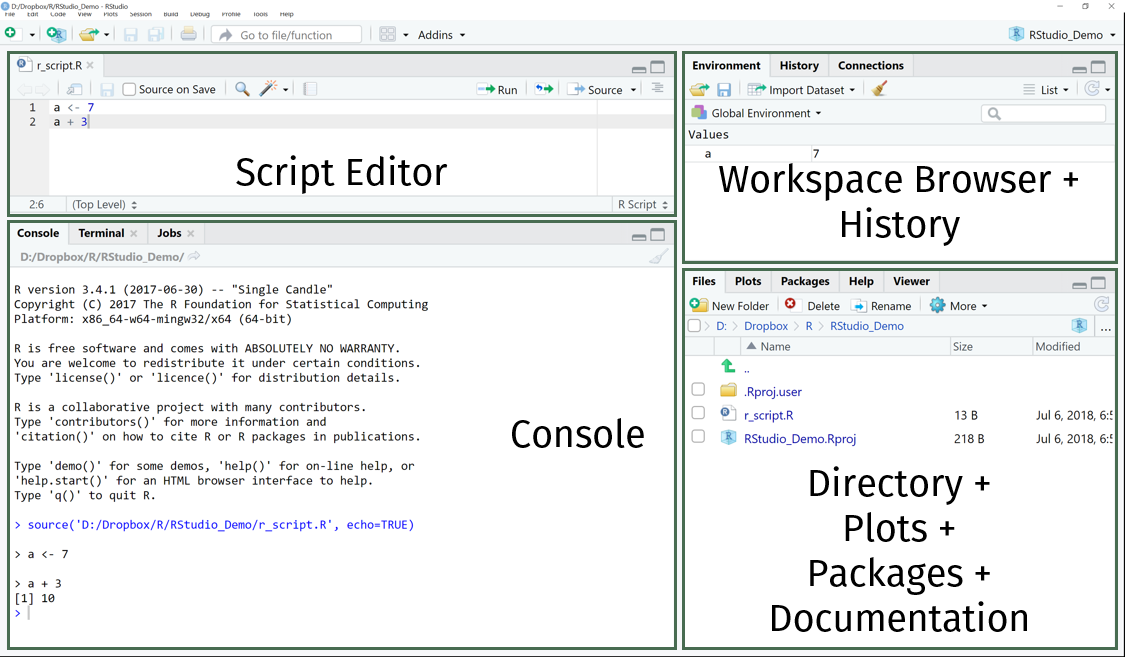 D:/Dropbox/R/RStudio_Demo - RStudio
File Edit Code View Plots Session Build Debug Profile Tools Help
Go to file/function
Addins
RStudio_Demo
r_script.R
Source on Save
Run
Source
1 a <- 7
2 a + 3
Script Editor
2:6 (Top Level) R Script
Console Terminal Jobs
D:/Dropbox/R/RStudio_Demo/
R version 3.4.1 (2017-06-30) -- "Single Candle"
Copyright (C) 2017 The R Foundation for Statistical Computing
Platform: x86_64-w64-mingw32/x64 (64-bit)
R is free software and comes with ABSOLUTELY NO WARRANTY.
You are welcome to redistribute it under certain conditions.
Type 'license()' or 'licence()' for distribution details.
R is a collaborative project with many contributors.
Type 'contributors()' for more information and
'citation()' on how to cite R or R packages in publications.
Type 'demo()' for some demos, 'help()' for on-line help, or
'help.start()' for an HTML browser interface to help.
Type 'q()' to quit R.
> source('D:/Dropbox/R/RStudio_Demo/r_script.R', echo=TRUE)
> a <- 7
> a + 3
[1] 10
>
Console
Environment History Connections
Import Dataset List
Global Environment
Values
a 7
Workspace Browser +
History
Files Plots Packages Help Viewer
New Folder Delete Rename More
D: Dropbox R RStudio_Demo ...
Name Size Modified
..
.Rproj.user
r_script.R 13 B Jul 6, 2018, 6:5
RStudio_Demo.Rproj 218 B Jul 6, 2018, 6:5
Directory +
Plots +
Packages +
Documentation